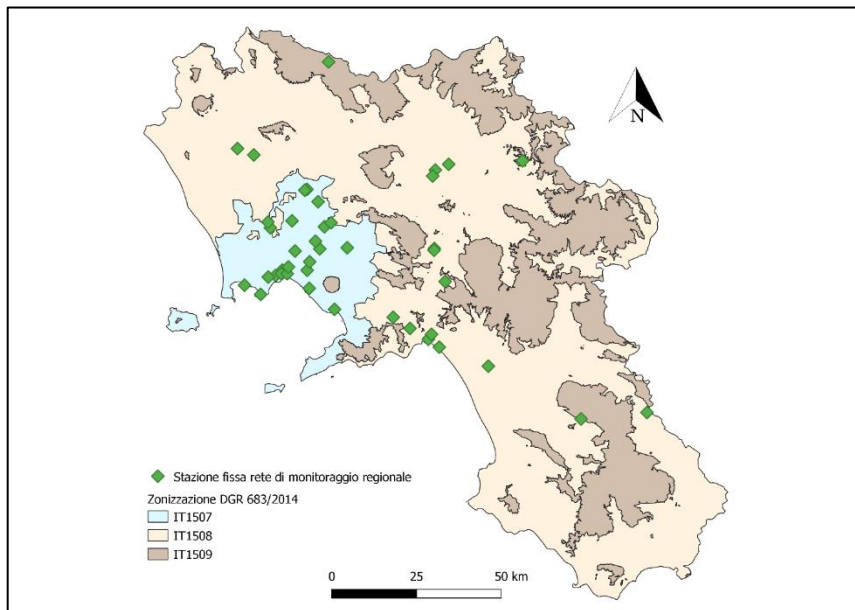 N
Stazione fissa rete di monitoraggio regionale
Zonizzazione DGR 683/2014
IT1507
IT1508
IT1509
0 25 50 km